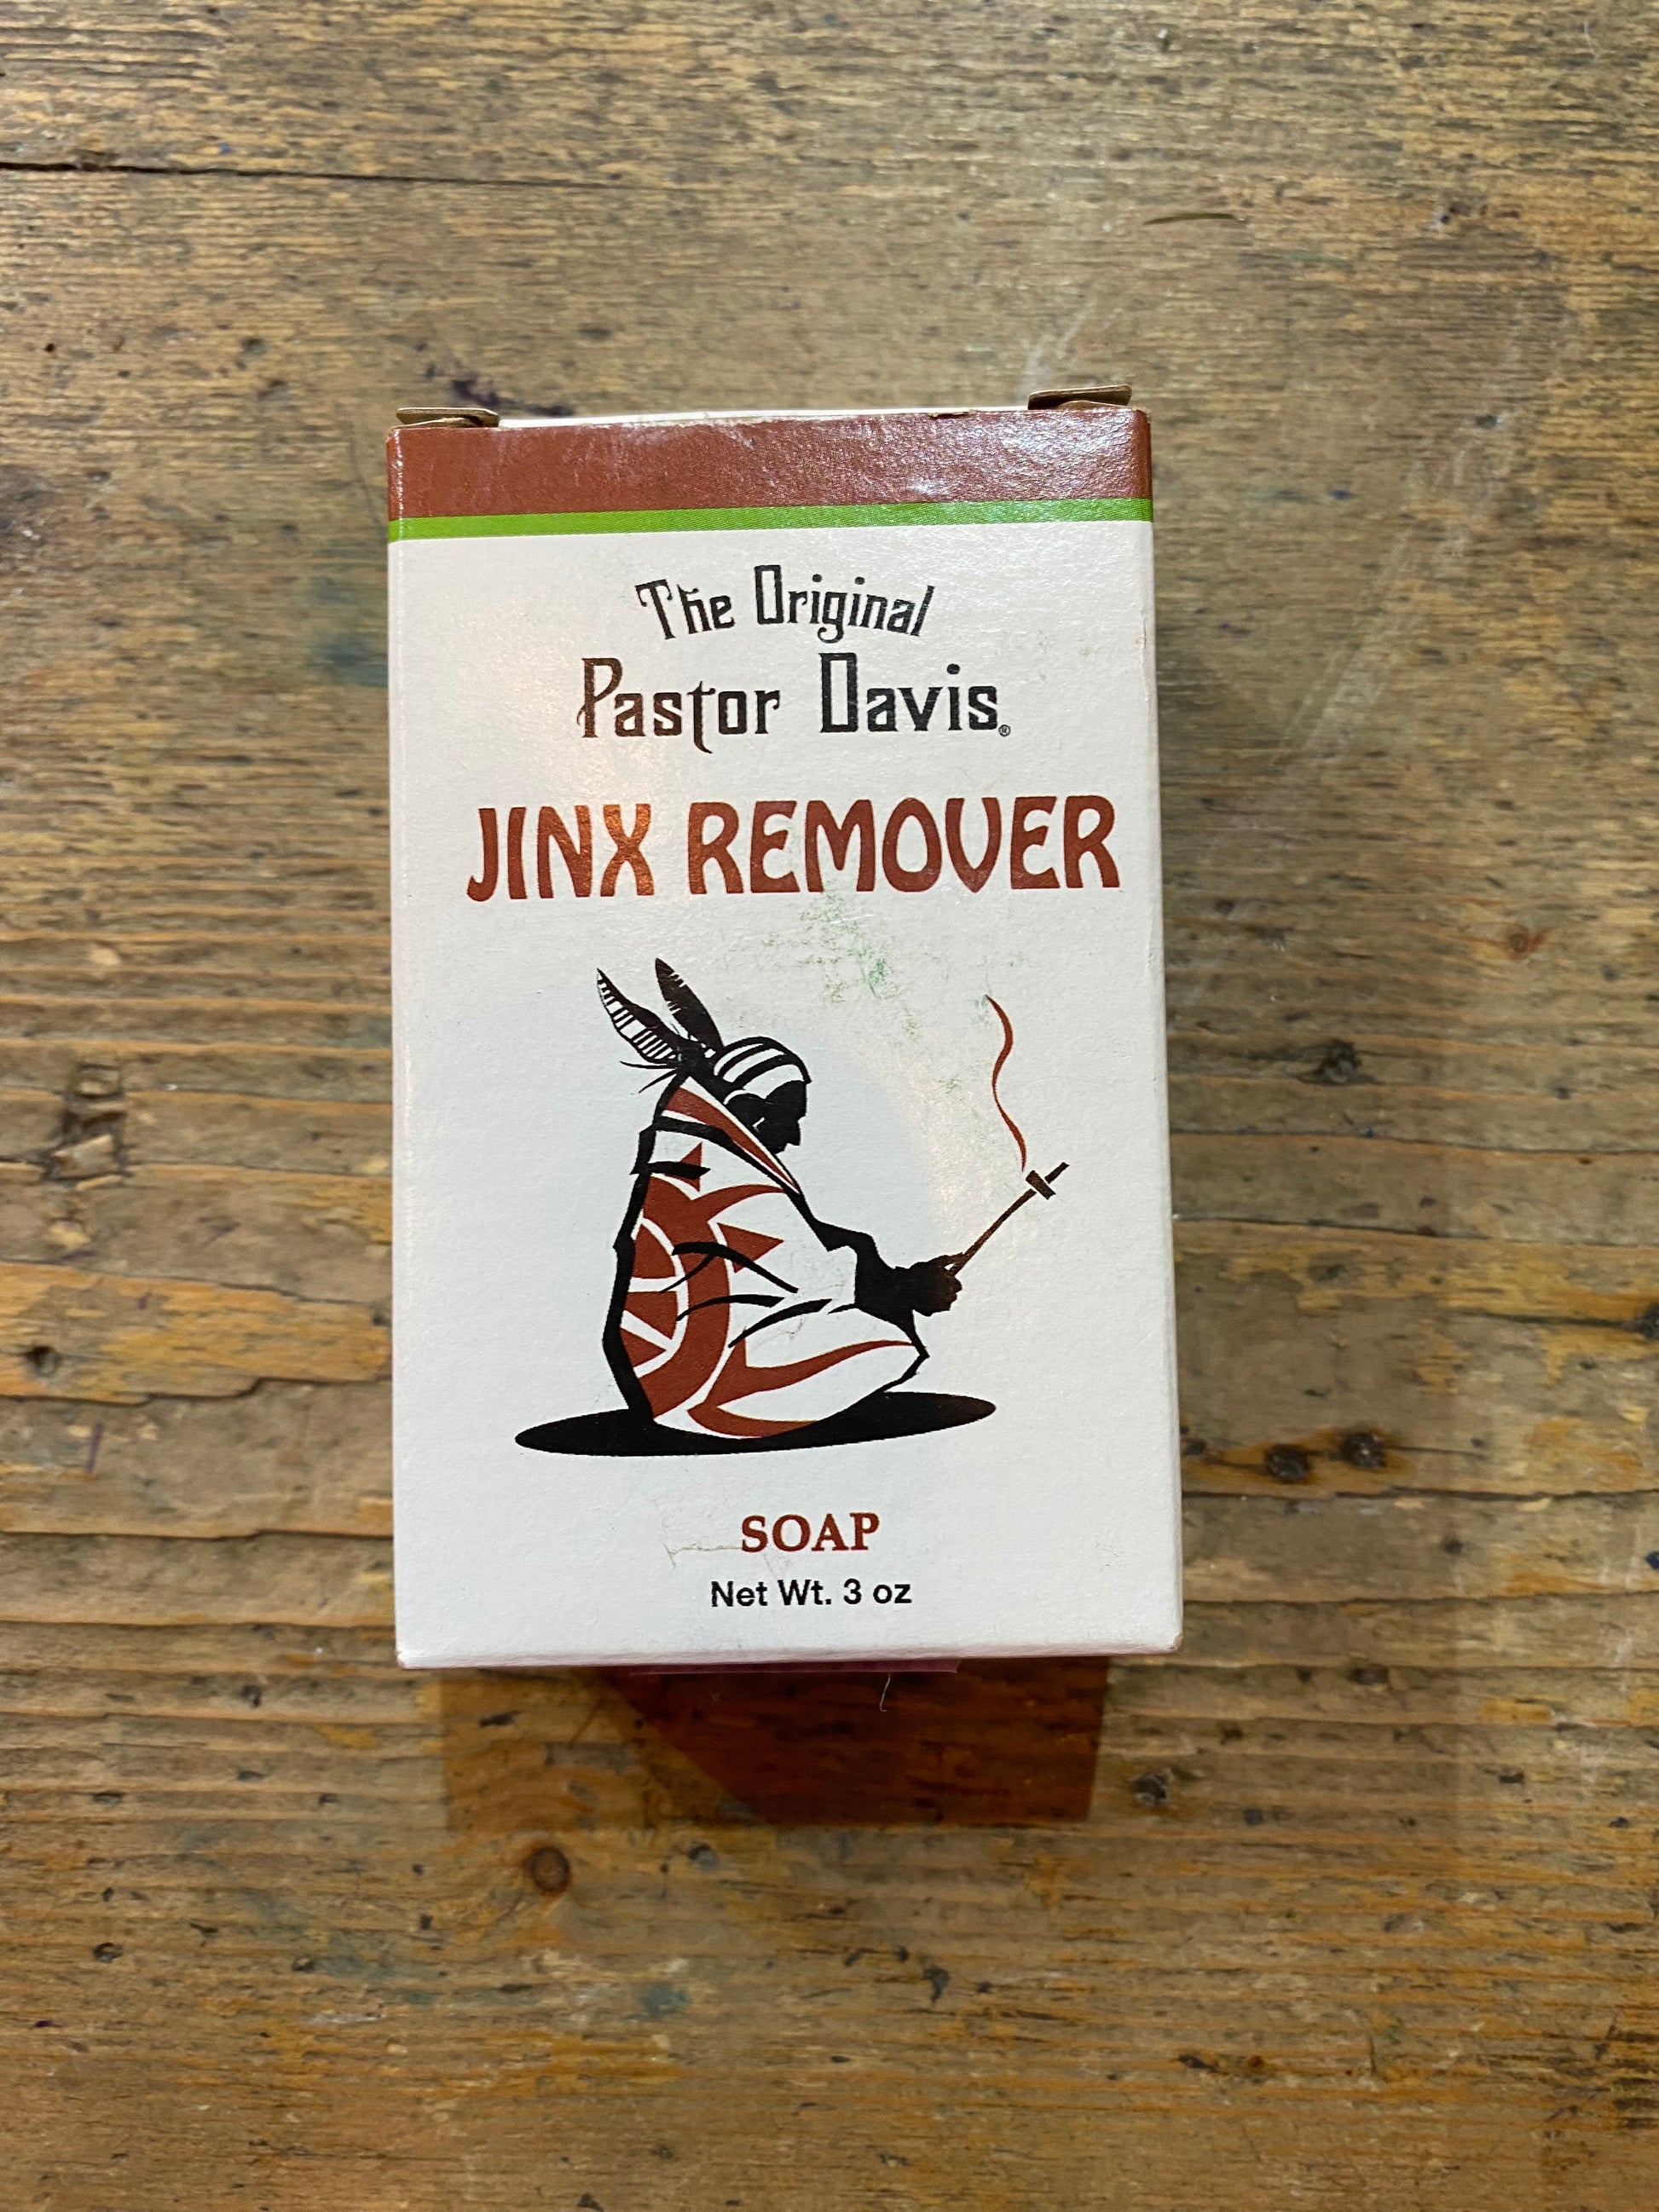 The Original
Pastor Davis®
JINX REMOVER
SOAP
Net Wt. 3 oz